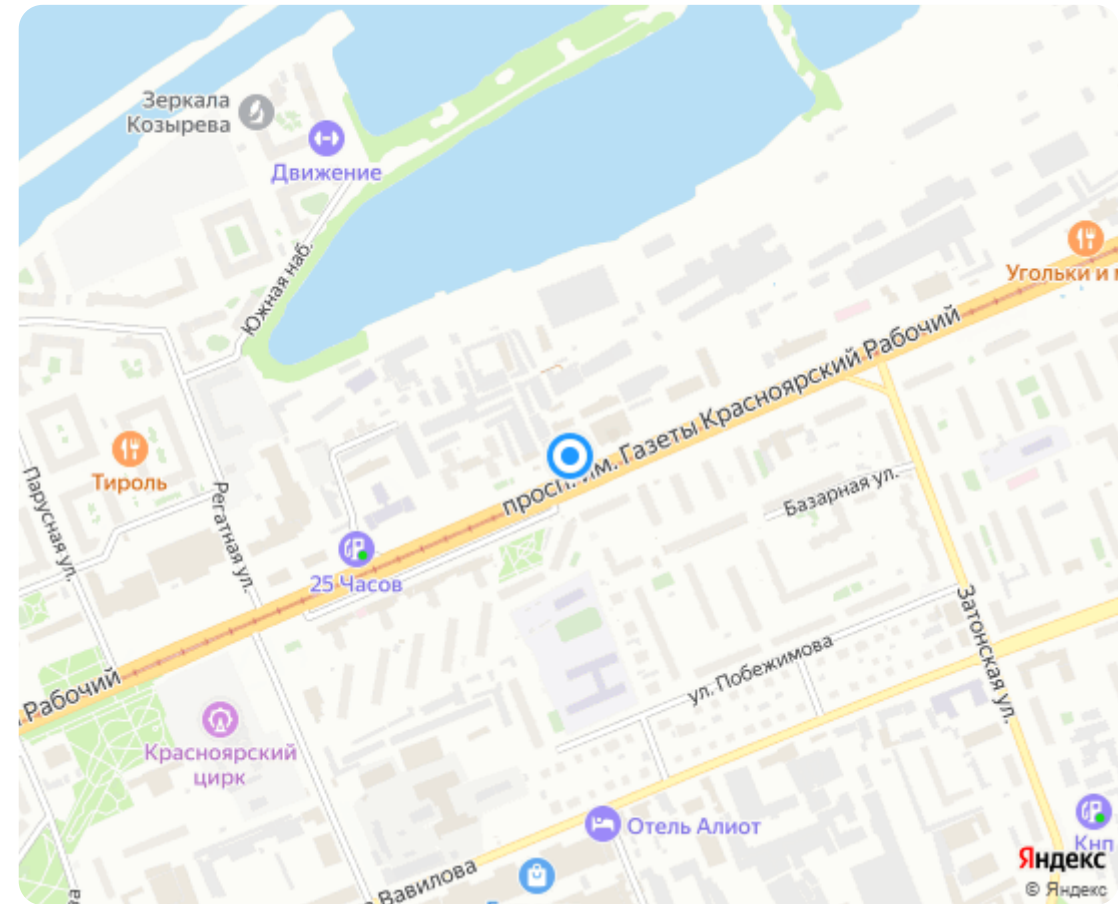 Зеркала
Козырева
Движение
Южная наб.
Угольки и
просп. им. Газеты Красноярский Рабочий
Тироль
Парусная ул.
Регатная ул.
Базарная ул.
25 Часов
Затонская ул.
ул. Побежимова
Рабочий
Красноярский
цирк
Отель Алиот
Вавилова
Кнп
Яндекс
© Яндекс